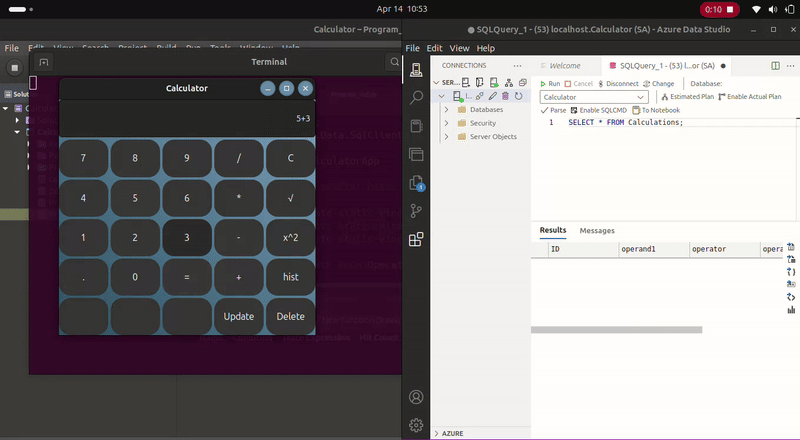 Apr 14 10:53
0:10
Calculator – Program_
File Edit View Search Project Build Run Tools Window Help
Solut
Terminal
Calculator
5+3
7 8 9 / C
4 5 6 * √
1 2 3 - x^2
. 0 = + hist
Update Delete
SQLQuery_1 - (53) localhost.Calculator (SA) - Azure Data Studio
File Edit View Help
CONNECTIONS ...
SER...
Databases
Security
Server Objects
AZURE
1
Welcome
SQLQuery_1 - (53) l...or (SA)
Run Cancel Disconnect Change Database:
Calculator
Estimated Plan Enable Actual Plan
Parse Enable SQLCMD To Notebook
1 SELECT * FROM Calculations;
Results Messages
ID operand1 operator opera